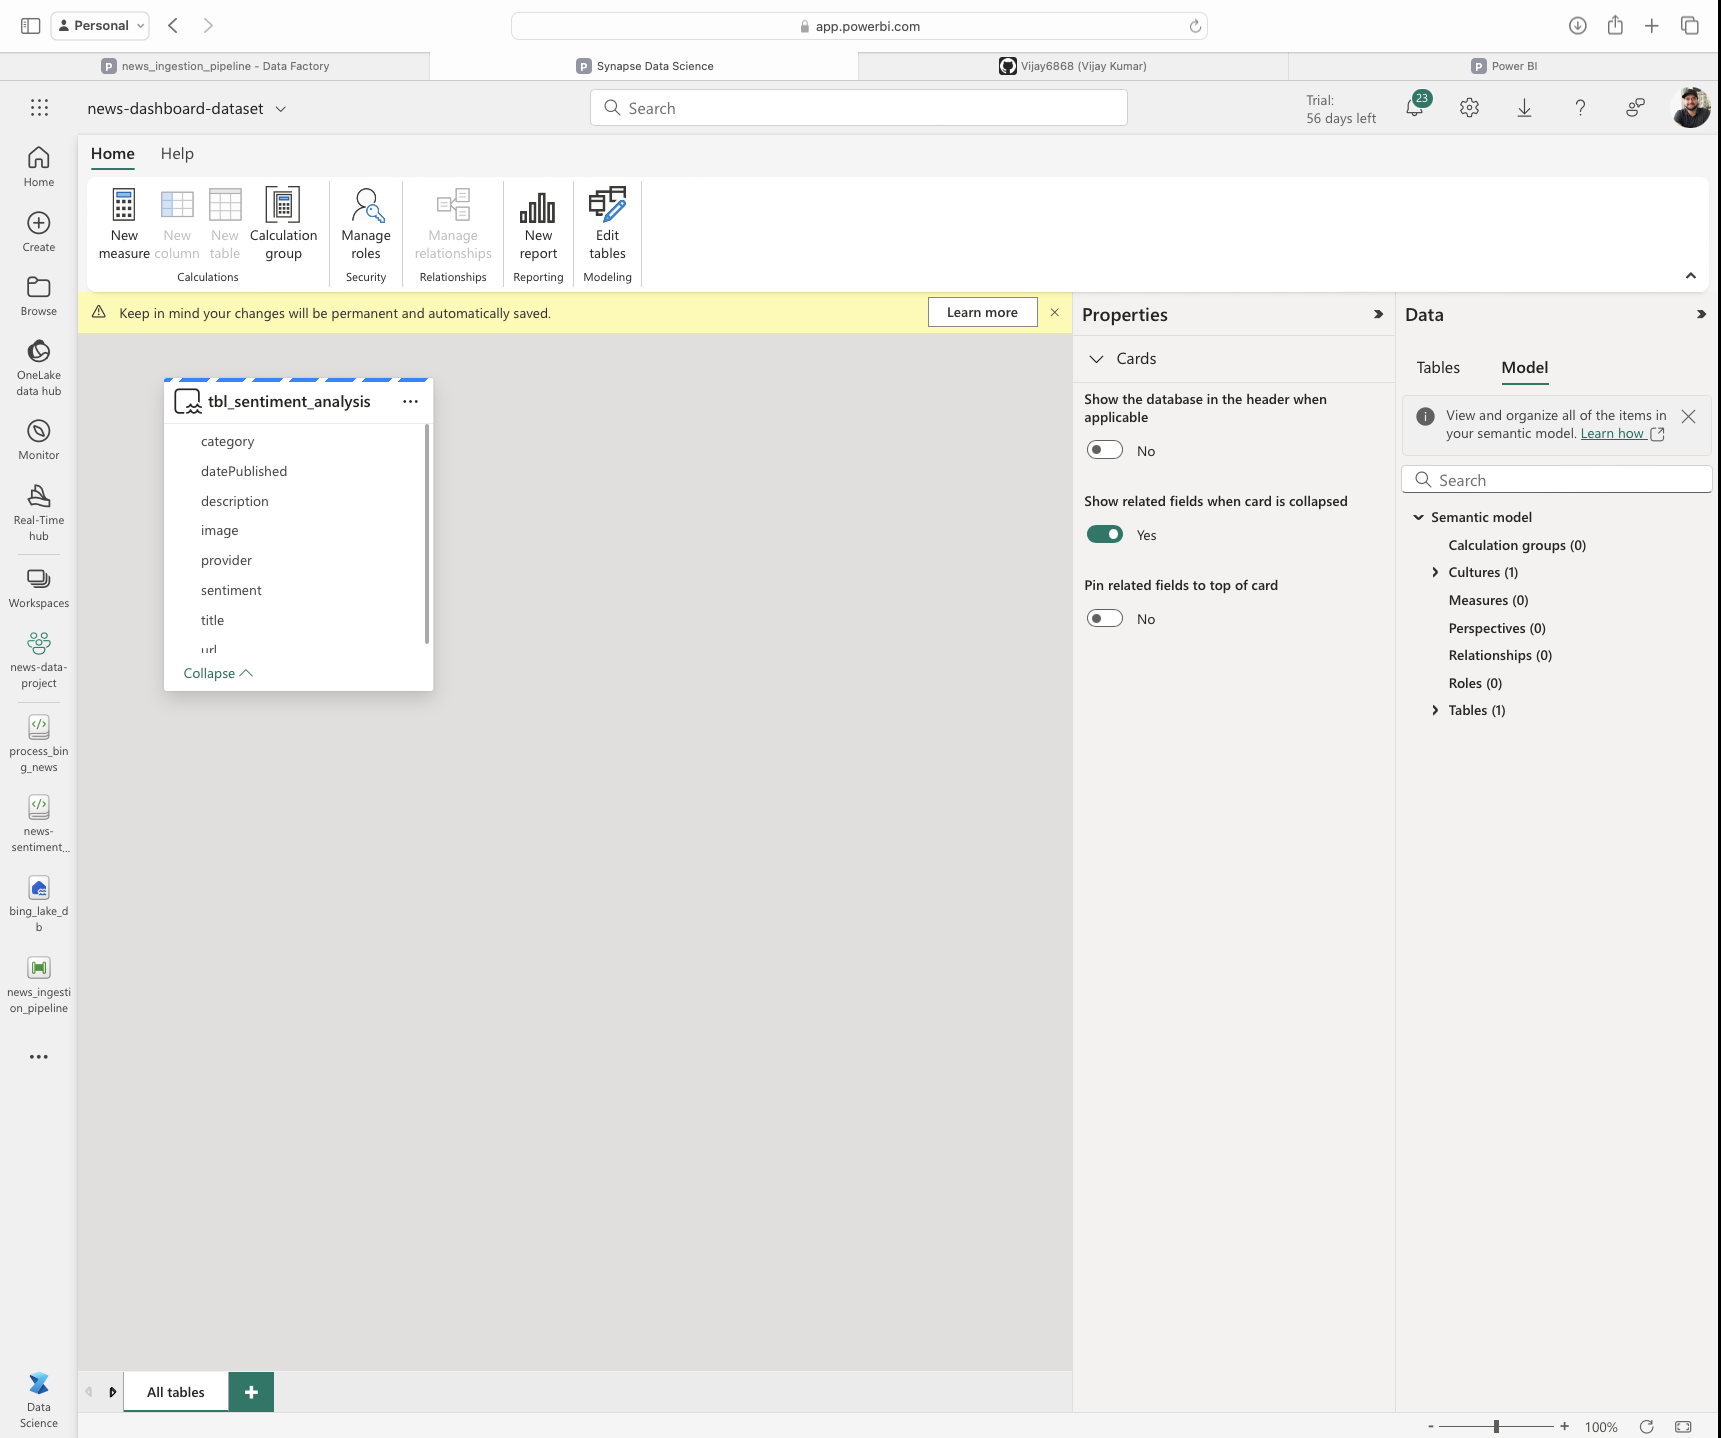 Personal
app.powerbi.com
news_ingestion_pipeline - Data Factory
Synapse Data Science
Vijay6868 (Vijay Kumar)
Power BI
news-dashboard-dataset
Search
Trial:
56 days left
23
Home
Help
New
measure
New
column
New
table
Calculation
group
Calculations
Manage
roles
Security
Manage
relationships
Relationships
New
report
Reporting
Edit
tables
Modeling
Keep in mind your changes will be permanent and automatically saved.
Learn more
Home
Create
Browse
OneLake
data hub
Monitor
Real-Time
hub
Workspaces
news-data-
project
process_bin
g_news
news-
sentiment...
bing_lake_d
b
news_ingesti
on_pipeline
Data
Science
tbl_sentiment_analysis
category
datePublished
description
image
provider
sentiment
title
url
Collapse
All tables
Properties
Cards
Show the database in the header when
applicable
No
Show related fields when card is collapsed
Yes
Pin related fields to top of card
No
Data
Tables
Model
View and organize all of the items in
your semantic model. Learn how
Search
Semantic model
Calculation groups (0)
Cultures (1)
Measures (0)
Perspectives (0)
Relationships (0)
Roles (0)
Tables (1)
- + 100%